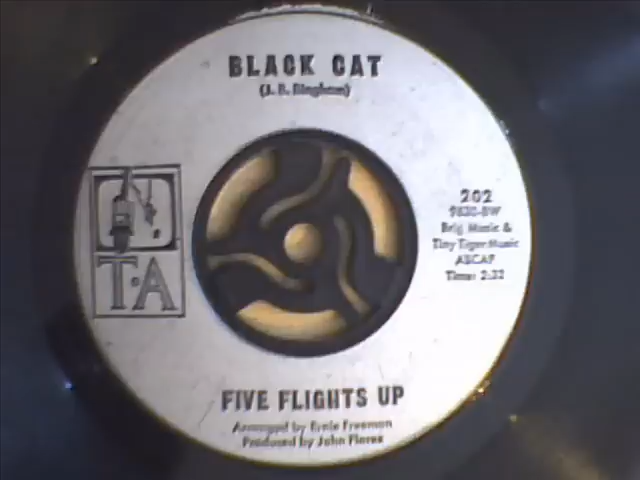 BLACK CAT
(J. B. Bingham)
T·A
202
9830-BW
Brig Music &
Tiny Tiger Music
ASCAP
Time: 2:32
FIVE FLIGHTS UP
Arranged by Ernie Freeman
Produced by John Florez